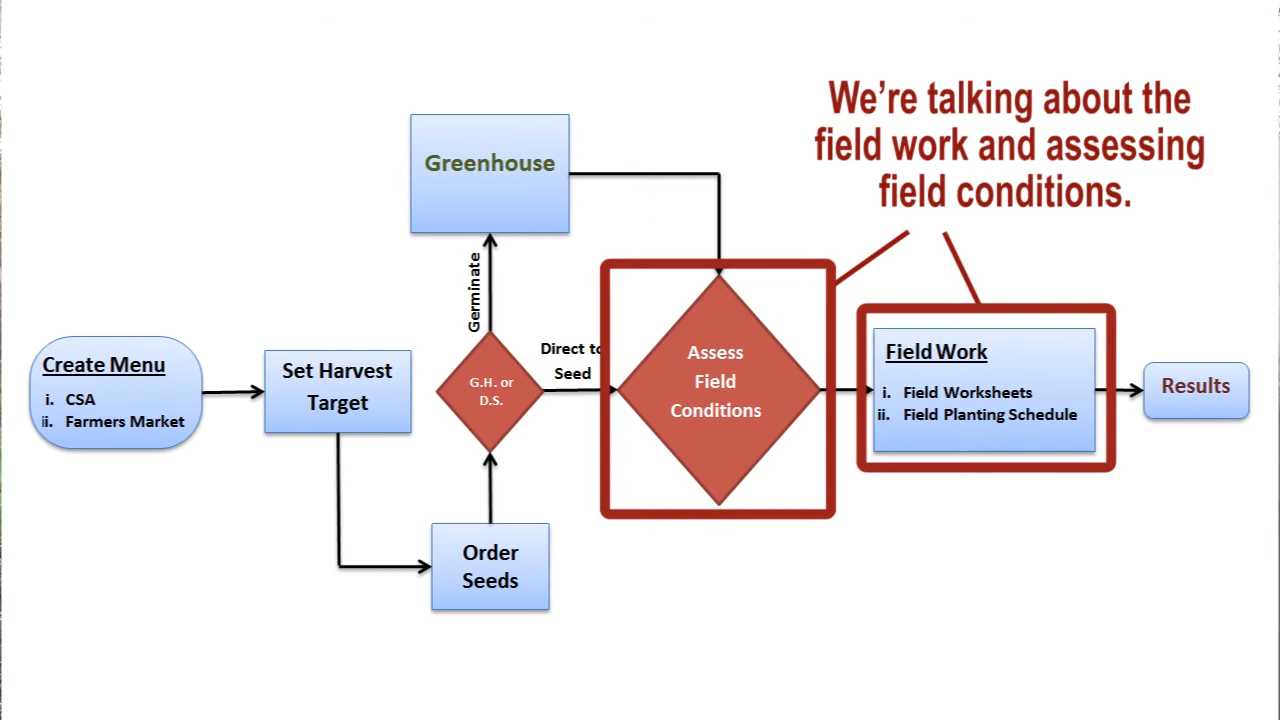 We're talking about the
field work and assessing
field conditions.
Greenhouse
Germinate
Direct to
Seed
Create Menu
i. CSA
ii. Farmers Market
Set Harvest
Target
G.H. or
D.S.
Order
Seeds
Assess
Field
Conditions
Field Work
i. Field Worksheets
ii. Field Planting Schedule
Results